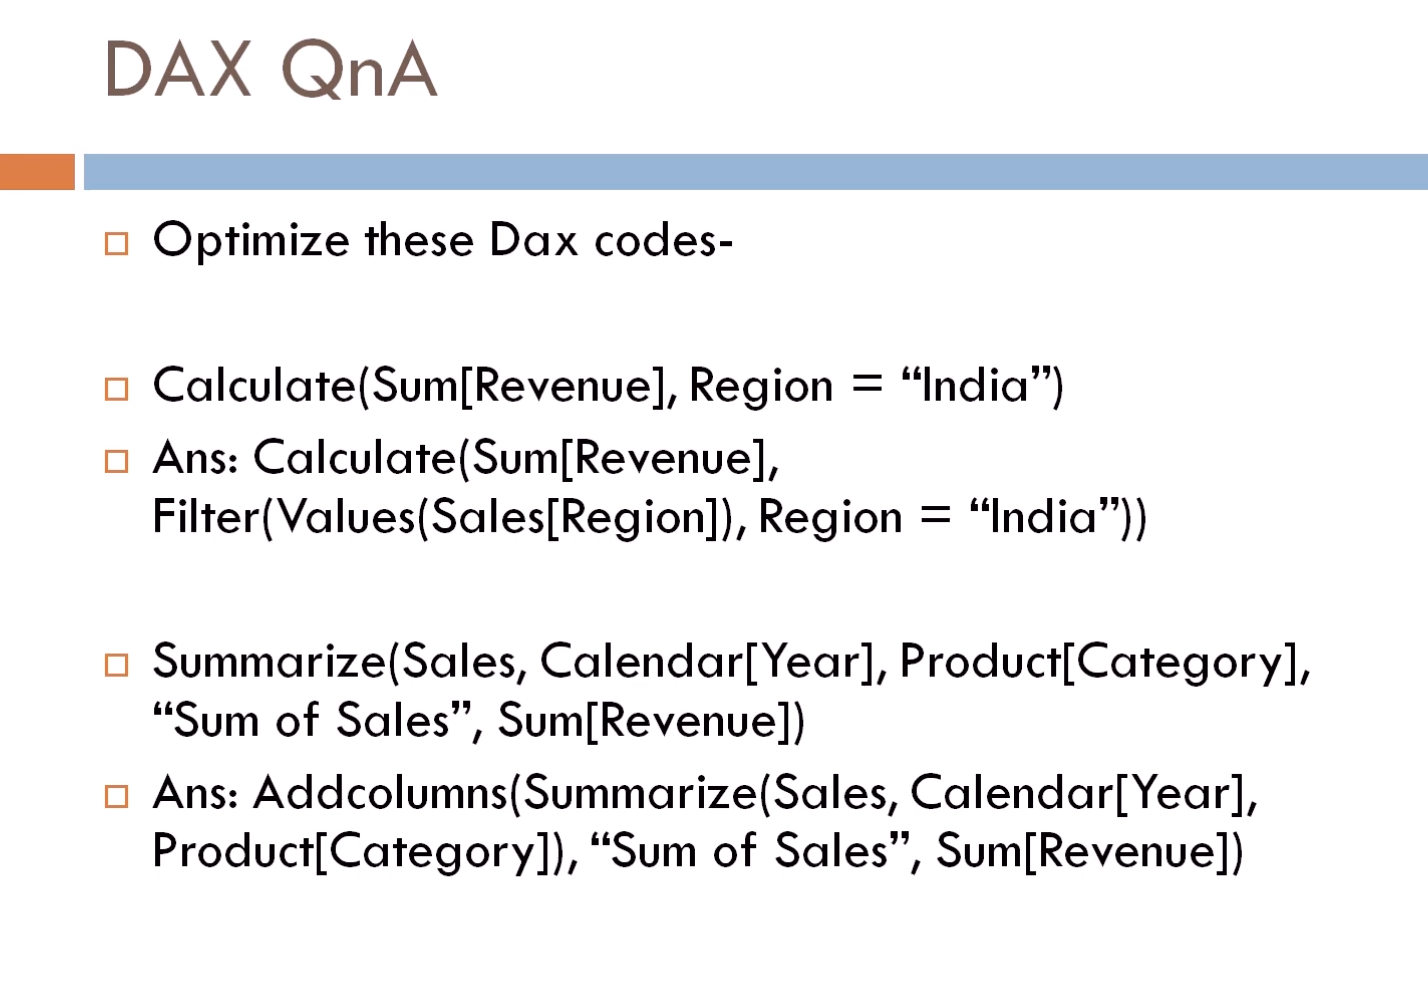 DAX QnA
Optimize these Dax codes-
Calculate(Sum[Revenue], Region = “India”)
Ans: Calculate(Sum[Revenue],
Filter(Values(Sales[Region]), Region = “India”))
Summarize(Sales, Calendar[Year], Product[Category],
“Sum of Sales”, Sum[Revenue])
Ans: Addcolumns(Summarize(Sales, Calendar[Year],
Product[Category]), “Sum of Sales”, Sum[Revenue])